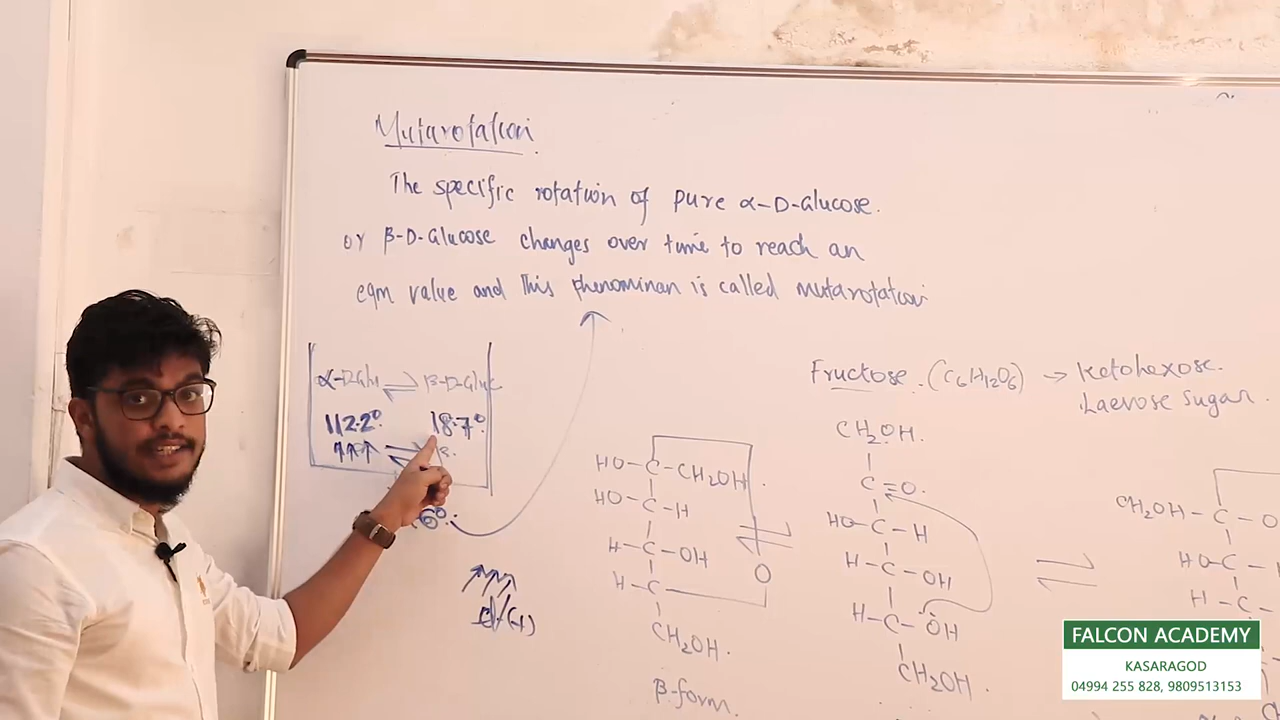 Mutarotation
The specific rotation of pure α-D-Glucose.
or β-D-Glucose changes over time to reach an
eqm value and This phenominan is called mutarotation
α-D-Glu ⇌ β-D-Gluc
112.2° 18.7°
↑↑↑
6°
d/(+)
Fructose. (C6H12O6) → Ketohexose.
Laevose Sugar.
HO-C-CH2OH
HO-C-H
H-C-OH
H-C
O
CH2OH.
β-form.
CH2OH.
C=O.
HO-C-H
H-C-OH
H-C-ÖH
CH2OH.
⇌
CH2OH-C-O
HO-C-
H-C-
FALCON ACADEMY
KASARAGOD
04994 255 828, 9809513153